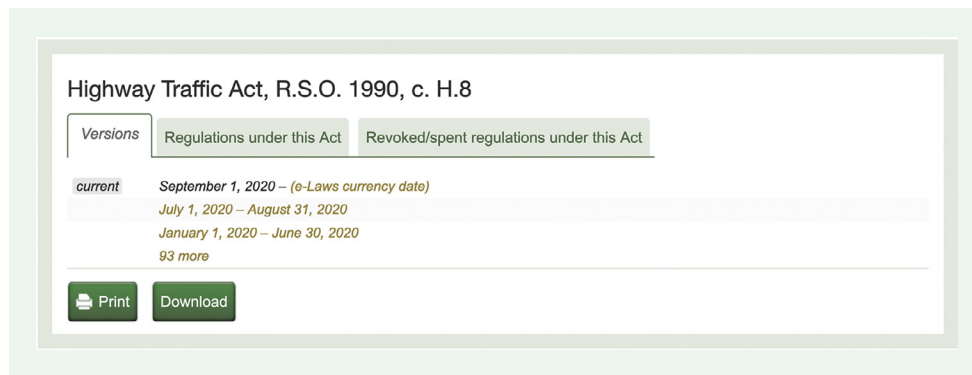 Highway Traffic Act, R.S.O. 1990, c. H.8
Versions Regulations under this Act Revoked/spent regulations under this Act
current September 1, 2020 – (e-Laws currency date)
July 1, 2020 – August 31, 2020
January 1, 2020 – June 30, 2020
93 more
Print Download